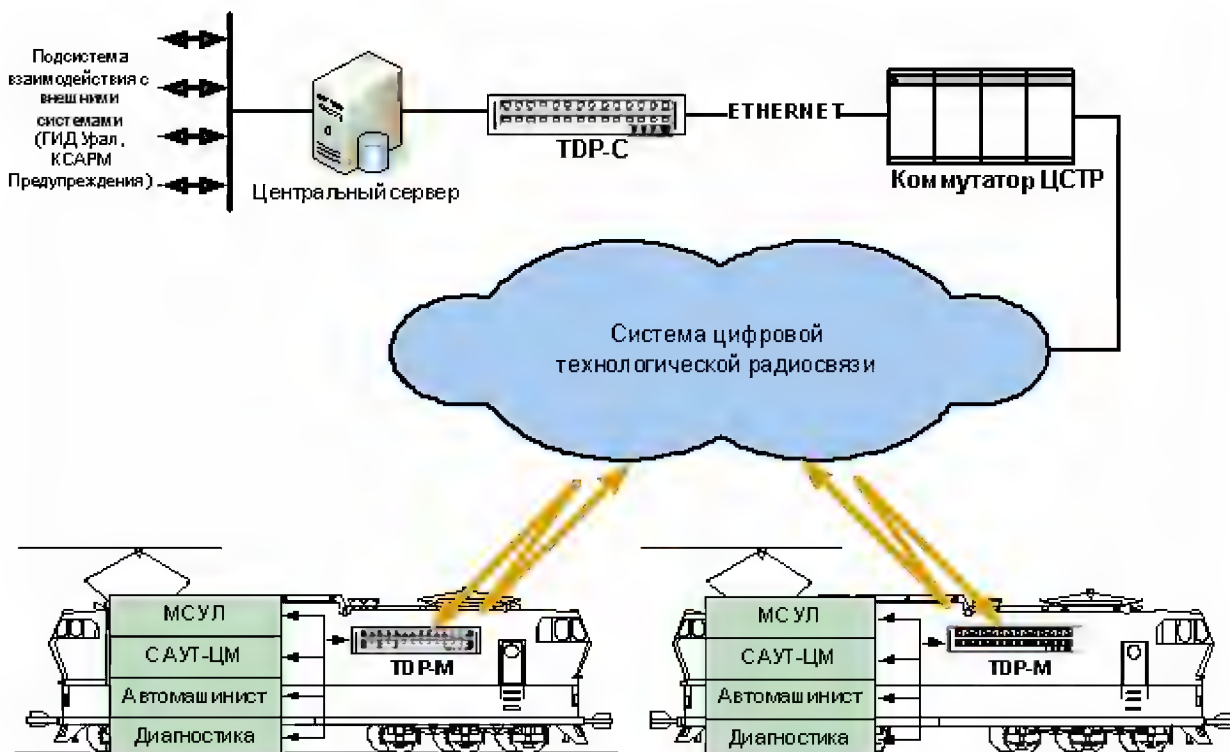 Подсистема
взаимодействия с
внешними
системами
(ГИД Урал,
КСАРМ
Предупреждения)
Центральный сервер
TDP-C
ETHERNET
Коммутатор ЦСТР
Система цифровой
технологической радиосвязи
МСУЛ
САУТ-ЦМ
Автомашинист
Диагностика
TDP-M
МСУЛ
САУТ-ЦМ
Автомашинист
Диагностика
TDP-M